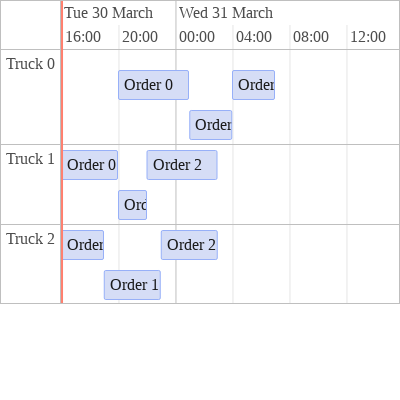 Tue 30 March Wed 31 March
16:00 20:00 00:00 04:00 08:00 12:00
Truck 0
Order 0 Order
Order
Truck 1
Order 0 Order 2
Ord
Truck 2
Order Order 2
Order 1